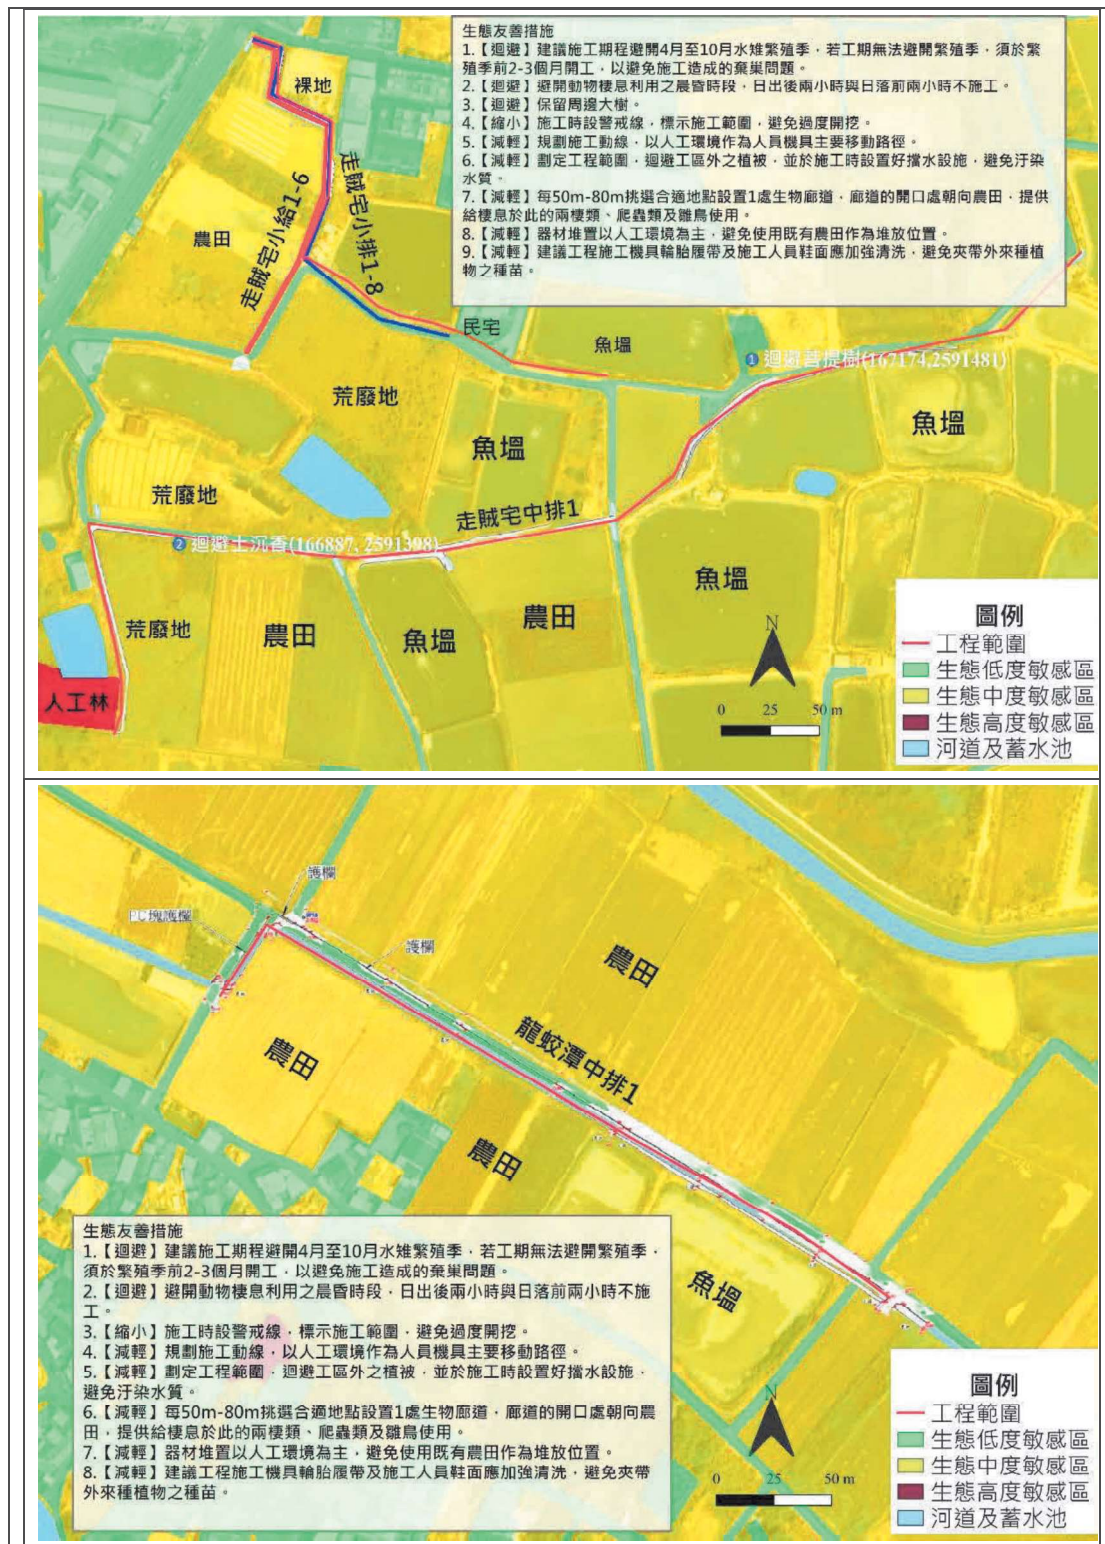 生態友善措施
1.【迴避】建議施工期程避開4月至10月水雉繁殖季，若工期無法避開繁殖季，須於繁
殖季前2-3個月開工，以避免施工造成的棄巢問題。
2.【迴避】避開動物棲息利用之晨昏時段，日出後兩小時與日落前兩小時不施工。
3.【迴避】保留周邊大樹。
4.【縮小】施工時設警戒線，標示施工範圍，避免過度開挖。
5.【減輕】規劃施工動線，以人工環境作為人員機具主要移動路徑。
6.【減輕】劃定工程範圍，迴避工區外之植被，並於施工時設置好擋水設施，避免汙染
水質。
7.【減輕】每50m-80m挑選合適地點設置1處生物廊道，廊道的開口處朝向農田，提供
給棲息於此的兩棲類、爬蟲類及雛鳥使用。
8.【減輕】器材堆置以人工環境為主，避免使用既有農田作為堆放位置。
9.【減輕】建議工程施工機具輪胎履帶及施工人員鞋面應加強清洗，避免夾帶外來種植
物之種苗。
裸地
走賊宅小給1-6
走賊宅小排1-8
農田
民宅
魚塭
1 迴避菩提樹(167174,2591481)
荒廢地
魚塭
魚塭
荒廢地
走賊宅中排1
2 迴避土沉香(166887, 2591398)
魚塭
荒廢地
農田
魚塭
農田
人工林
N
0 25 50 m
圖例
工程範圍
生態低度敏感區
生態中度敏感區
生態高度敏感區
河道及蓄水池
護欄
PC塊護欄
護欄
農田
龍蛟潭中排1
農田
農田
魚塭
生態友善措施
1.【迴避】建議施工期程避開4月至10月水雉繁殖季，若工期無法避開繁殖季，
須於繁殖季前2-3個月開工，以避免施工造成的棄巢問題。
2.【迴避】避開動物棲息利用之晨昏時段，日出後兩小時與日落前兩小時不施
工。
3.【縮小】施工時設警戒線，標示施工範圍，避免過度開挖。
4.【減輕】規劃施工動線，以人工環境作為人員機具主要移動路徑。
5.【減輕】劃定工程範圍，迴避工區外之植被，並於施工時設置好擋水設施，
避免汙染水質。
6.【減輕】每50m-80m挑選合適地點設置1處生物廊道，廊道的開口處朝向農
田，提供給棲息於此的兩棲類、爬蟲類及雛鳥使用。
7.【減輕】器材堆置以人工環境為主，避免使用既有農田作為堆放位置。
8.【減輕】建議工程施工機具輪胎履帶及施工人員鞋面應加強清洗，避免夾帶
外來種植物之種苗。
N
0 25 50 m
圖例
工程範圍
生態低度敏感區
生態中度敏感區
生態高度敏感區
河道及蓄水池